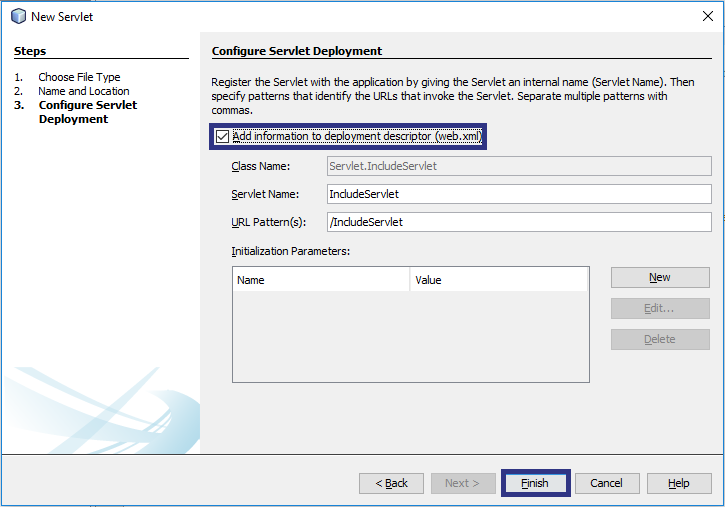 New Servlet
Steps
1. Choose File Type
2. Name and Location
3. Configure Servlet
Deployment
Configure Servlet Deployment
Register the Servlet with the application by giving the Servlet an internal name (Servlet Name). Then
specify patterns that identify the URLs that invoke the Servlet. Separate multiple patterns with
commas.
Add information to deployment descriptor (web.xml)
Class Name: Servlet.IncludeServlet
Servlet Name: IncludeServlet
URL Pattern(s): /IncludeServlet
Initialization Parameters:
Name Value
New
Edit...
Delete
< Back Next > Finish Cancel Help